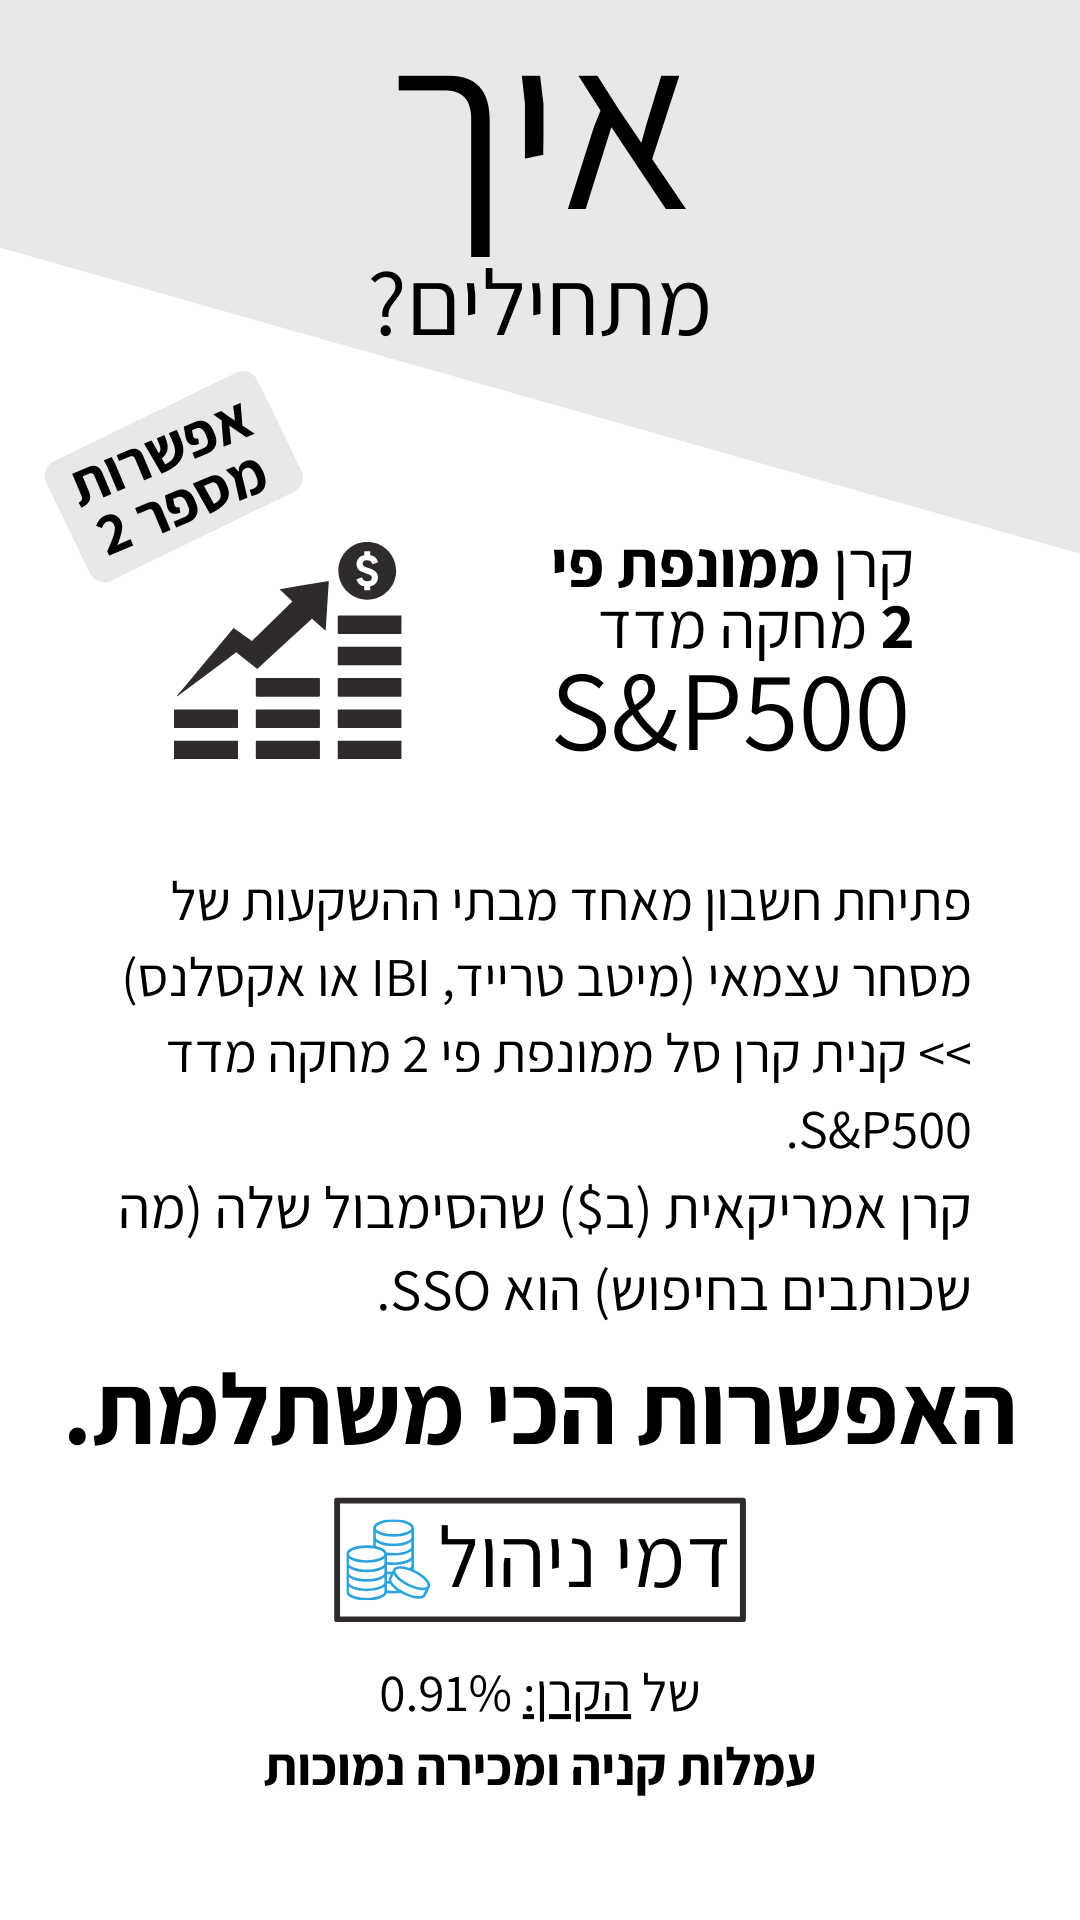 איך
מתחילים?
אפשרות
מספר 2
$
קרן ממונפת פי
2 מחקה מדד
S&P500
פתיחת חשבון מאחד מבתי ההשקעות של
מסחר עצמאי (מיטב טרייד, IBI או אקסלנס)
>> קנית קרן סל ממונפת פי 2 מחקה מדד
S&P500.
קרן אמריקאית (ב$) שהסימבול שלה (מה
שכותבים בחיפוש) הוא SSO.
האפשרות הכי משתלמת.
דמי ניהול
של הקרן: 0.91%
עמלות קניה ומכירה נמוכות